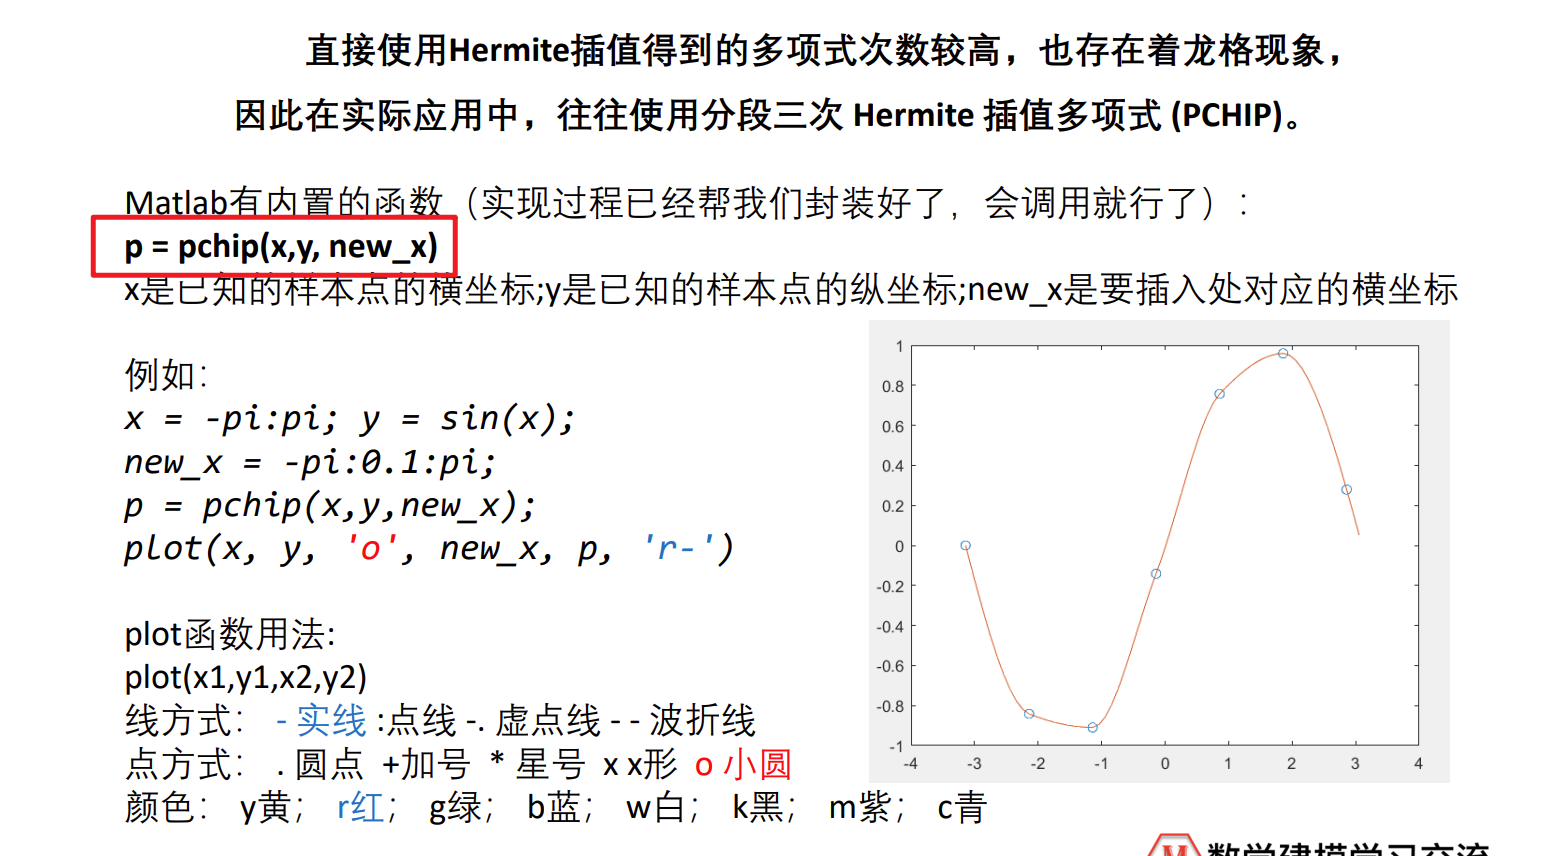 直接使用Hermite插值得到的多项式次数较高，也存在着龙格现象，
因此在实际应用中，往往使用分段三次 Hermite 插值多项式 (PCHIP)。
Matlab有内置的函数（实现过程已经帮我们封装好了，会调用就行了）：
p = pchip(x,y, new_x)
x是已知的样本点的横坐标;y是已知的样本点的纵坐标;new_x是要插入处对应的横坐标
例如：
x = -pi:pi; y = sin(x);
new_x = -pi:0.1:pi;
p = pchip(x,y,new_x);
plot(x, y, 'o', new_x, p, 'r-')
plot函数用法:
plot(x1,y1,x2,y2)
线方式： - 实线 :点线 -. 虚点线 - - 波折线
点方式： . 圆点 +加号 * 星号 x x形 o 小圆
颜色： y黄； r红； g绿； b蓝； w白； k黑； m紫； c青
1
0.8
0.6
0.4
0.2
0
-0.2
-0.4
-0.6
-0.8
-1
-4 -3 -2 -1 0 1 2 3 4
M 数学建模学习交流